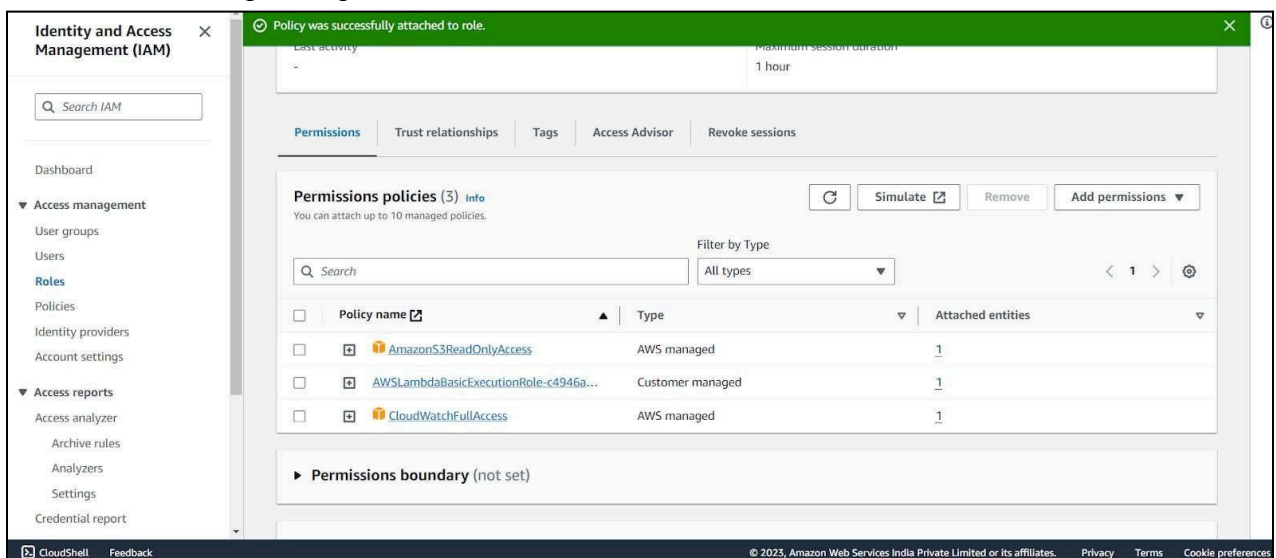 Identity and Access Management (IAM)
Search IAM
Dashboard
Access management
User groups
Users
Roles
Policies
Identity providers
Account settings
Access reports
Access analyzer
Archive rules
Analyzers
Settings
Credential report
Policy was successfully attached to role.
Last activity
-
Maximum session duration
1 hour
Permissions
Trust relationships
Tags
Access Advisor
Revoke sessions
Permissions policies (3) Info
You can attach up to 10 managed policies.
Simulate
Remove
Add permissions
Filter by Type
Search
All types
1
Policy name
Type
Attached entities
AmazonS3ReadOnlyAccess
AWS managed
1
AWSLambdaBasicExecutionRole-c4946a...
Customer managed
1
CloudWatchFullAccess
AWS managed
1
Permissions boundary (not set)
CloudShell
Feedback
© 2023, Amazon Web Services India Private Limited or its affiliates.
Privacy
Terms
Cookie preferences